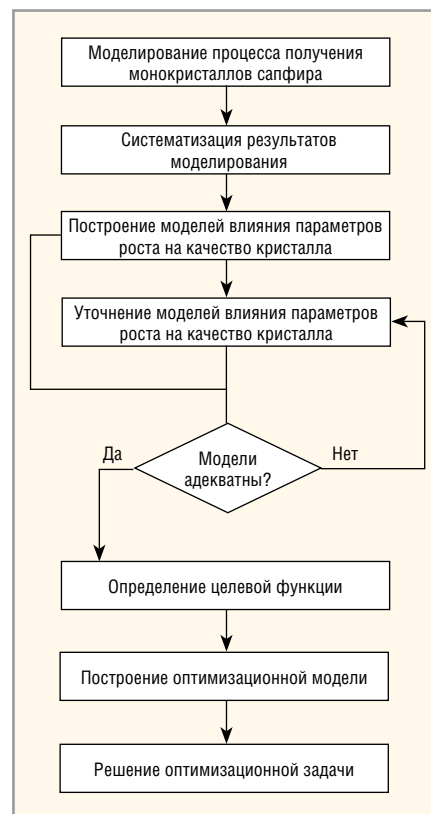 Моделирование процесса получения
монокристаллов сапфира
Систематизация результатов
моделирования
Построение моделей влияния параметров
роста на качество кристалла
Уточнение моделей влияния параметров
роста на качество кристалла
Да
Модели
адекватны?
Нет
Определение целевой функции
Построение оптимизационной модели
Решение оптимизационной задачи